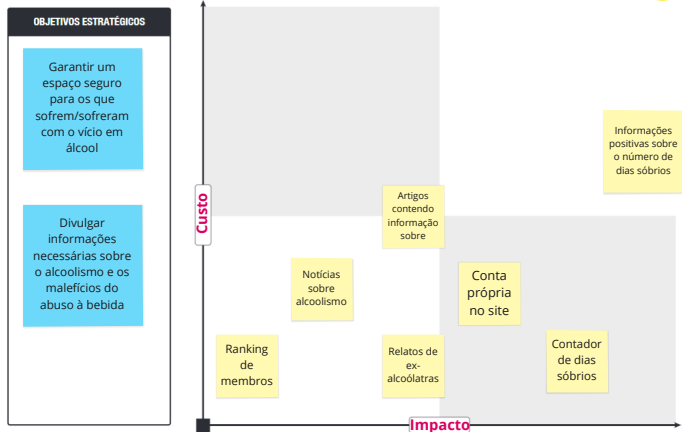 OBJETIVOS ESTRATÉGICOS
Garantir um
espaço seguro
para os que
sofrem/sofreram
com o vício em
álcool
Divulgar
informações
necessárias sobre
o alcoolismo e os
malefícios do
abuso à bebida
Custo
Informações
positivas sobre
o número de
dias sóbrios
Artigos
contendo
informação
sobre
Notícias
sobre
alcoolismo
Conta
própria
no site
Ranking
de
membros
Relatos de
ex-
alcoólatras
Contador
de dias
sóbrios
Impacto